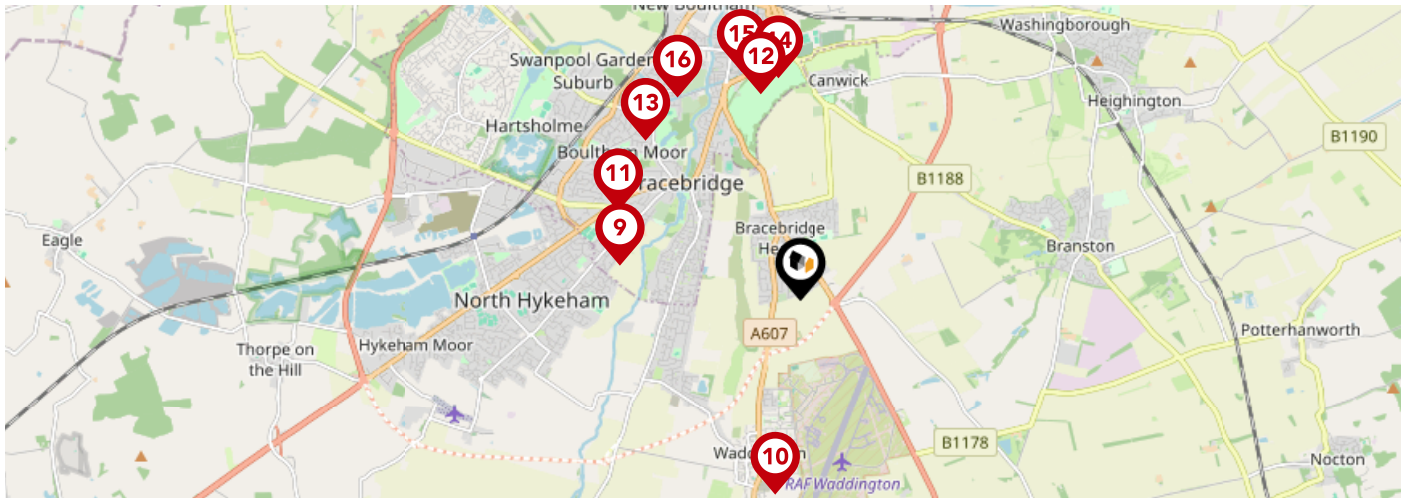 New Boultham
Washingborough
15
14
12
16
Swanpool Garden
Suburb
Canwick
13
Heighington
Hartsholme
B1190
Boultham Moor
11
Bracebridge
B1188
9
Bracebridge
Eagle
Branston
North Hykeham
A607
Potterhanworth
Thorpe on
the Hill
Hykeham Moor
B1178
10
Nocton
RAF Waddington